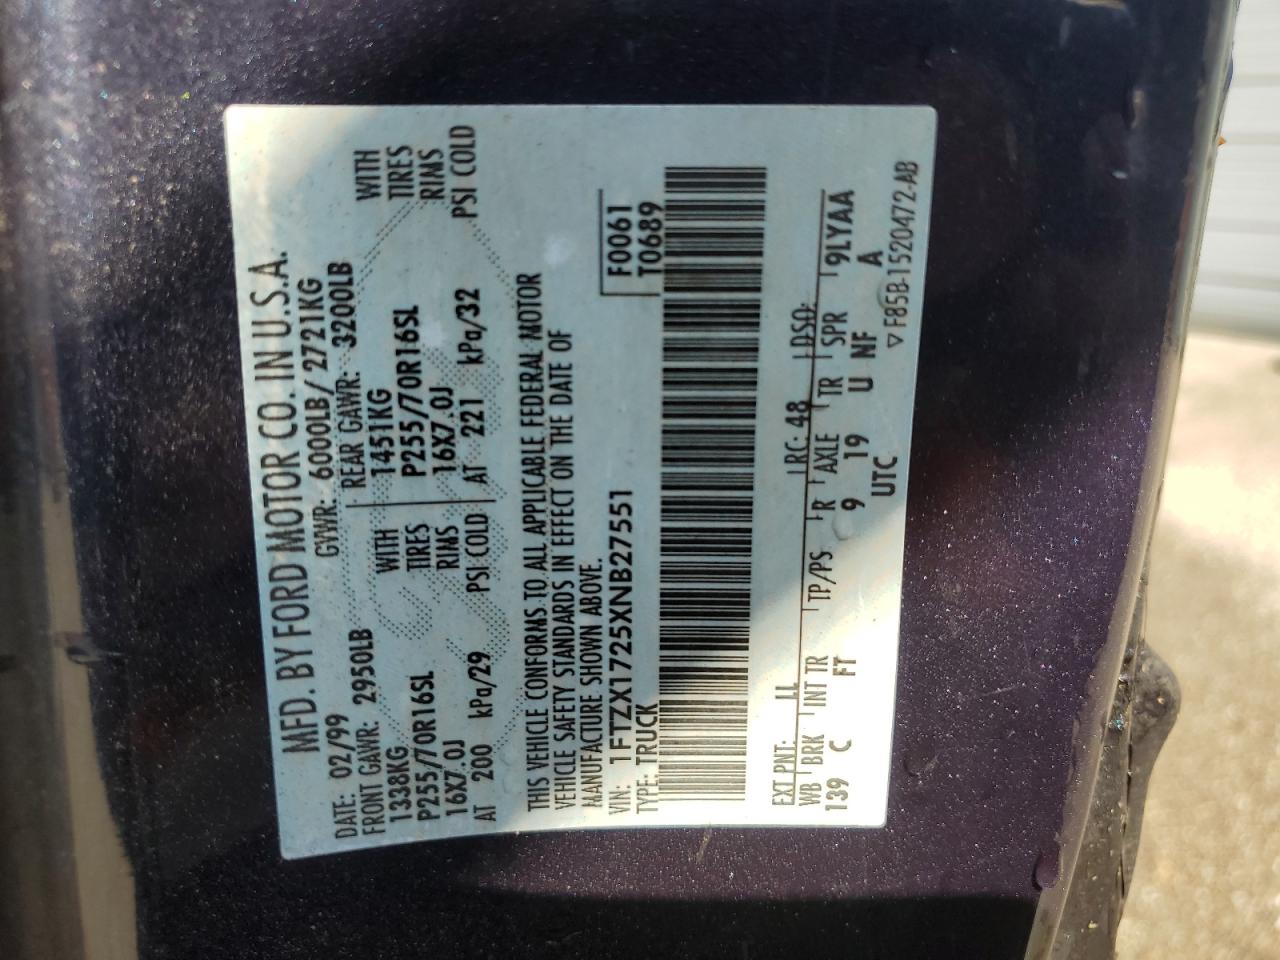 MFD. BY FORD MOTOR CO. IN U.S.A.
DATE: 02/99 GVWR: 6000LB/ 2721KG
FRONT GAWR: 2950LB REAR GAWR: 3200LB
1338KG WITH 1451KG WITH
P255/70R16SL TIRES P255/70R16SL TIRES
16X7.0J RIMS 16X7.0J RIMS
AT 200 kPa/29 PSI COLD AT 221 kPa/32 PSI COLD
THIS VEHICLE CONFORMS TO ALL APPLICABLE FEDERAL MOTOR
VEHICLE SAFETY STANDARDS IN EFFECT ON THE DATE OF
MANUFACTURE SHOWN ABOVE.
VIN: 1FTZX1725XNB27551 F0061
TYPE: TRUCK T0689
EXT PNT: LL RC: 48 DSO:
WB BRK INT TR TP/PS R AXLE TR SPR 9LYAA
139 C FT 9 19 U NF A
UTC ▽F85B-1520472-AB